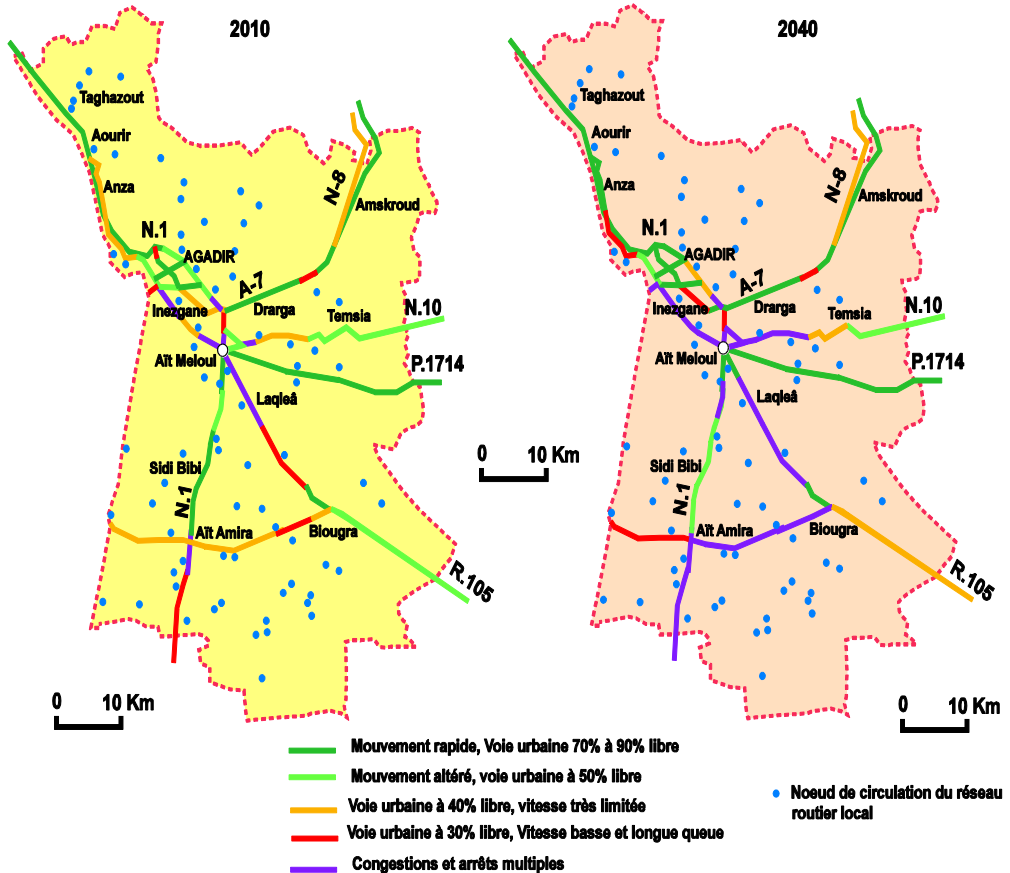 2010
Taghazout
Aourir
Anza
N.1
AGADIR
N-8
Amskroud
A-7
Inezgane
Drarga
Temsia
N.10
Aït Meloul
P.1714
Laqleâ
Sidi Bibi
N.1
Aït Amira
Biougra
R.105
0 10 Km
2040
Taghazout
Aourir
Anza
N.1
AGADIR
N-8
Amskroud
A-7
Inezgane
Drarga
Temsia
N.10
Aït Meloul
P.1714
Laqleâ
0 10 Km
Sidi Bibi
N.1
Aït Amira
Biougra
R.105
0 10 Km
Mouvement rapide, Voie urbaine 70% à 90% libre
Mouvement altéré, voie urbaine à 50% libre
Voie urbaine à 40% libre, vitesse très limitée
Voie urbaine à 30% libre, Vitesse basse et longue queue
Congestions et arrêts multiples
Noeud de circulation du réseau
routier local